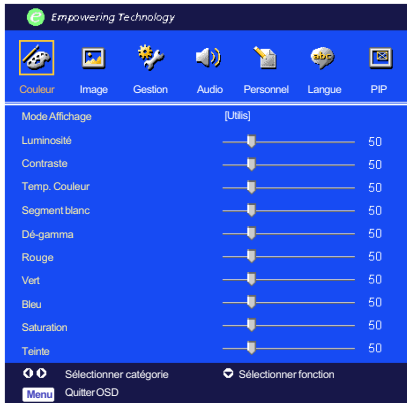 e Empowering Technology
abc
Couleur Image Gestion Audio Personnel Langue PIP
Mode Affichage [Utilis]
Luminosité 50
Contraste 50
Temp. Couleur 50
Segment blanc 50
Dé-gamma 50
Rouge 50
Vert 50
Bleu 50
Saturation 50
Teinte 50
Sélectionner catégorie Sélectionner fonction
Menu Quitter OSD